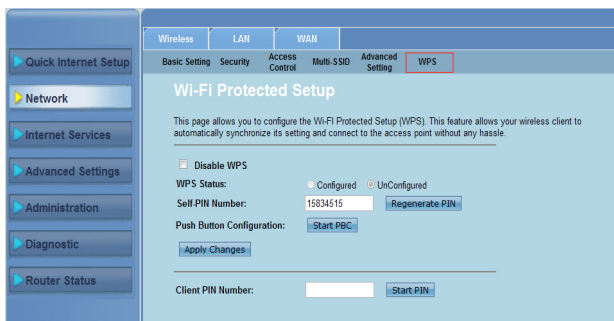 Wireless LAN WAN
Basic Setting Security Access Control Multi-SSID Advanced Setting WPS
Quick Internet Setup
Network
Internet Services
Advanced Settings
Administration
Diagnostic
Router Status
Wi-Fi Protected Setup
This page allows you to configure the Wi-FI Protected Setup (WPS). This feature allows your wireless client to
automatically synchronize its setting and connect to the access point without any hassle.
Disable WPS
WPS Status: Configured UnConfigured
Self-PIN Number: 15834515 Regenerate PIN
Push Button Configuration: Start PBC
Apply Changes
Client PIN Number: Start PIN